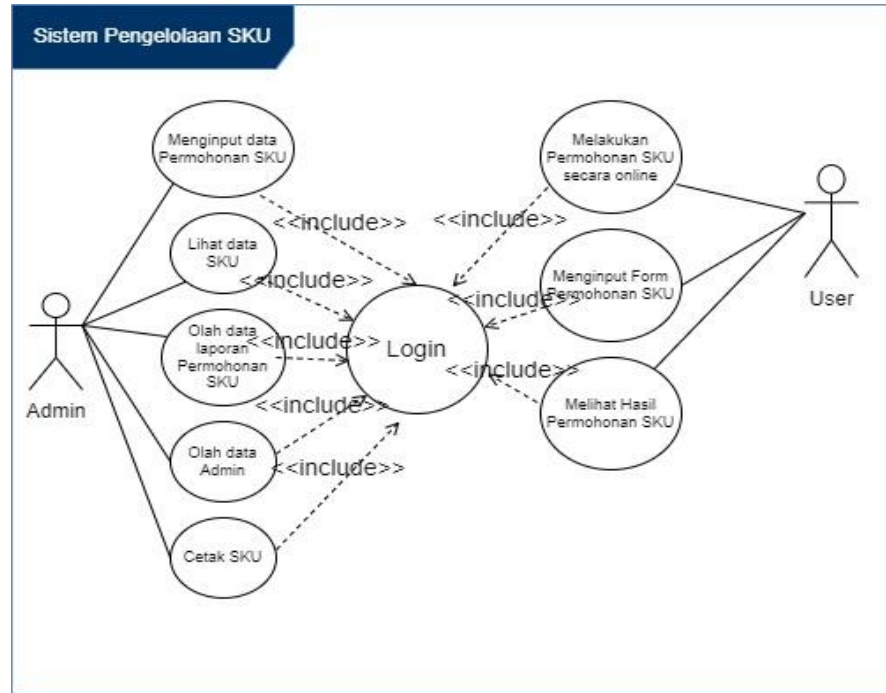 Sistem Pengelolaan SKU
Menginput data
Permohonan SKU
Melakukan
Permohonan SKU
secara online
<<include>>
<<include>>
Lihat data
SKU
<<include>>
Menginput Form
Permohonan SKU
<<include>>
User
Olah data
laporan
Permohonan
SKU
<<include>>
Login
<<include>>
Admin
Melihat Hasil
Permohonan SKU
<<include>>
Olah data
Admin
<<include>>
Cetak SKU